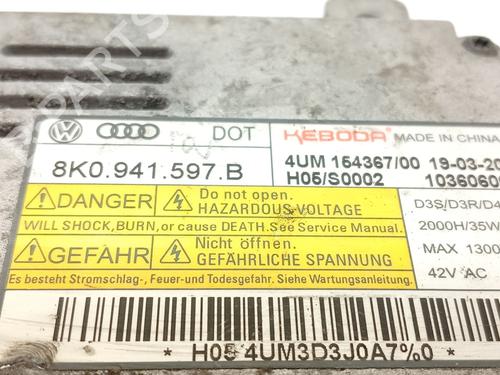 DOT KEBODA MADE IN CHINA
8K0.941.597.B
4UM 154367/00 19-03-20
H05/S0002 10360600
DANGER Do not open.
HAZARDOUS VOLTAGE
WILL SHOCK, BURN, or cause DEATH. See Service Manual.
GEFAHR Nicht öffnen.
GEFÄHRLICHE SPANNUNG
Es besteht Stromschlag-, Feuer-und Todesgefahr. Siehe Wartungsanleitung.
D3S/D3R/D4
2000H/35W
MAX 1300
42V AC
* H05 4UM3D3J0A7%0 *